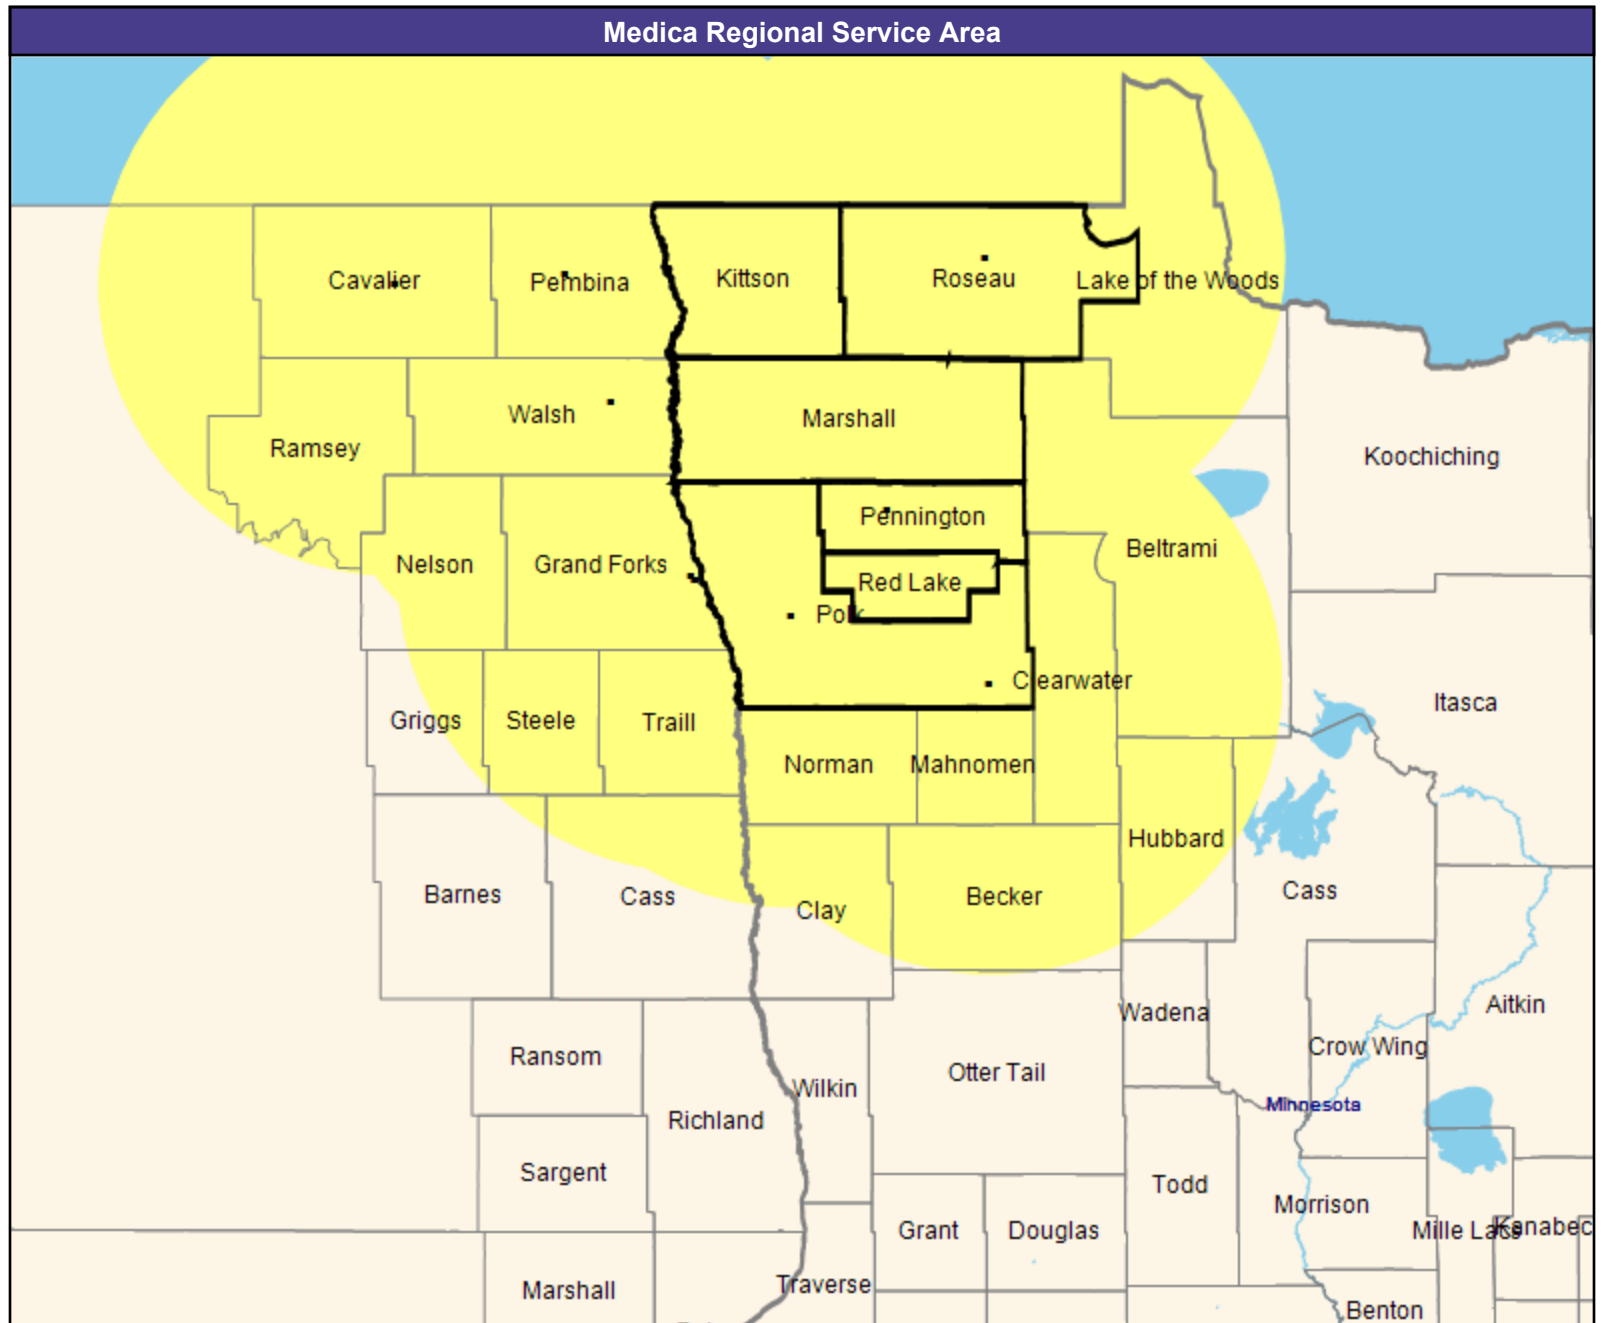 Medica Regional Service Area
Cavalier
Pembina
Kittson
Roseau
Lake of the Woods
Walsh
Marshall
Ramsey
Koochiching
Pennington
Beltrami
Nelson
Grand Forks
Red Lake
Polk
Clearwater
Griggs
Steele
Traill
Itasca
Norman
Mahnomen
Hubbard
Barnes
Cass
Clay
Becker
Cass
Wadena
Aitkin
Ransom
Crow Wing
Otter Tail
Wilkin
Minnesota
Richland
Sargent
Todd
Morrison
Grant
Douglas
Mille Lacs
Kanabec
Marshall
Traverse
Benton